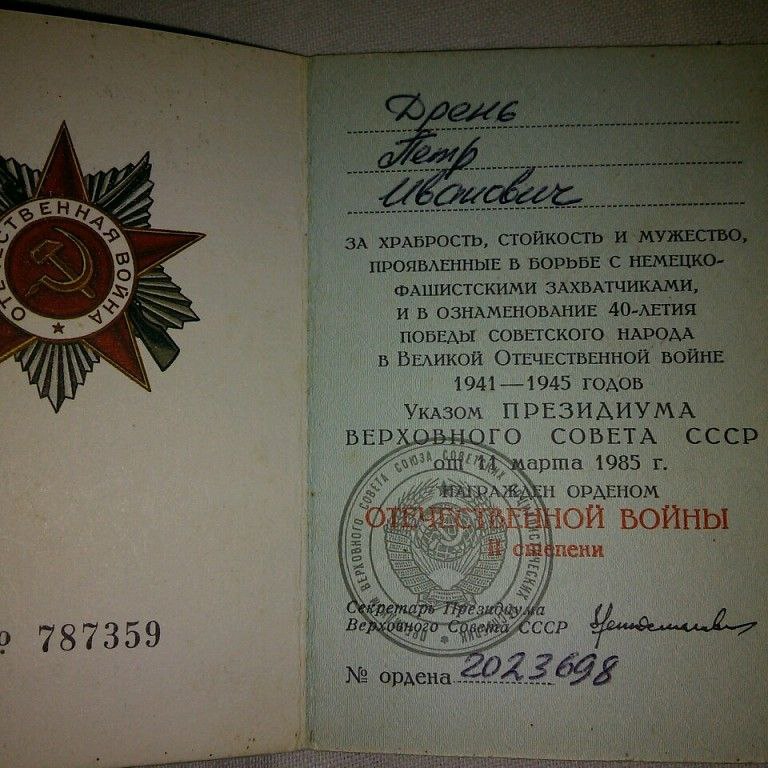 ОТЕЧЕСТВЕННАЯ ВОЙНА
№ 787359
Дрень
Петр
Иванович
ЗА ХРАБРОСТЬ, СТОЙКОСТЬ И МУЖЕСТВО,
ПРОЯВЛЕННЫЕ В БОРЬБЕ С НЕМЕЦКО-
ФАШИСТСКИМИ ЗАХВАТЧИКАМИ,
И В ОЗНАМЕНОВАНИЕ 40-ЛЕТИЯ
ПОБЕДЫ СОВЕТСКОГО НАРОДА
В ВЕЛИКОЙ ОТЕЧЕСТВЕННОЙ ВОЙНЕ
1941—1945 ГОДОВ
УКАЗОМ ПРЕЗИДИУМА
ВЕРХОВНОГО СОВЕТА СССР
от 11 марта 1985 г.
НАГРАЖДЕН ОРДЕНОМ
ОТЕЧЕСТВЕННОЙ ВОЙНЫ
II степени
Секретарь Президиума
Верховного Совета СССР
№ ордена 2023698